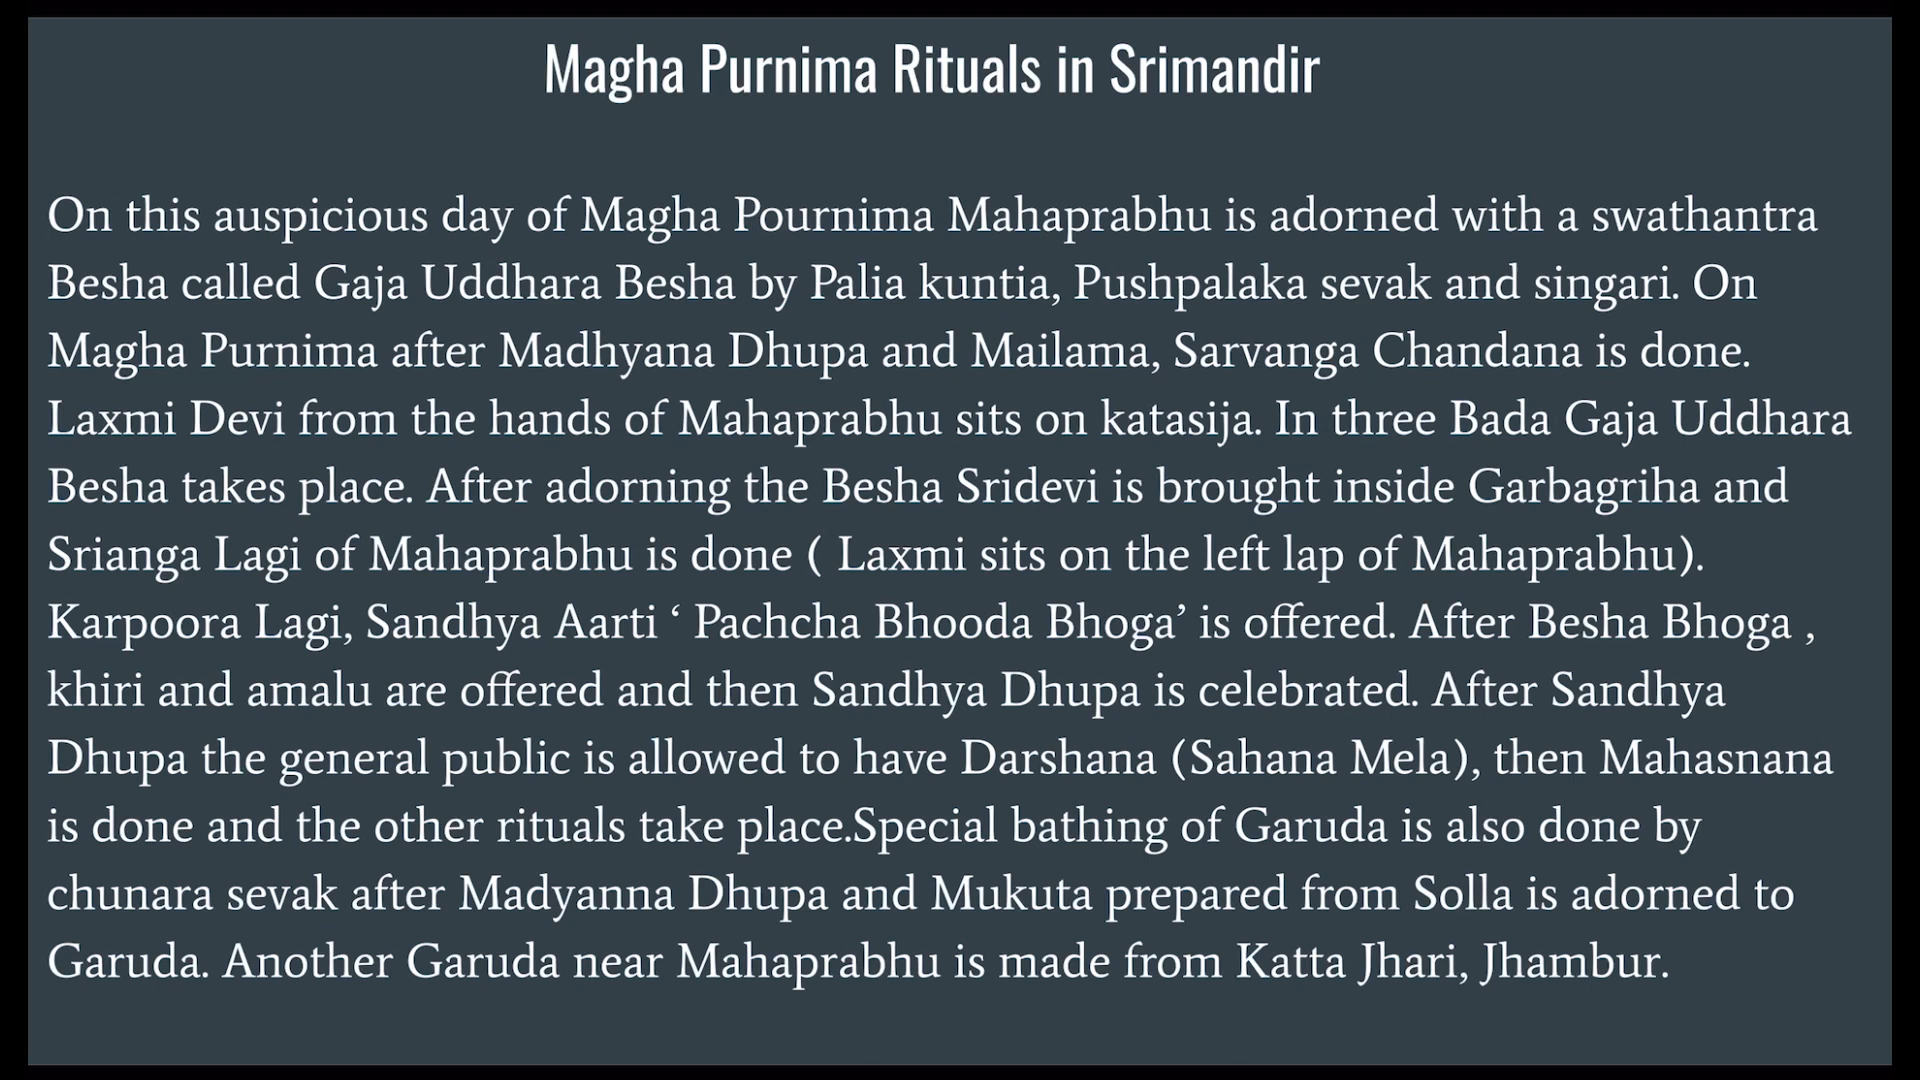 Magha Purnima Rituals in Srimandir
On this auspicious day of Magha Pournima Mahaprabhu is adorned with a swathantra
Besha called Gaja Uddhara Besha by Palia kuntia, Pushpalaka sevak and singari. On
Magha Purnima after Madhyana Dhupa and Mailama, Sarvanga Chandana is done.
Laxmi Devi from the hands of Mahaprabhu sits on katasija. In three Bada Gaja Uddhara
Besha takes place. After adorning the Besha Sridevi is brought inside Garbagriha and
Srianga Lagi of Mahaprabhu is done ( Laxmi sits on the left lap of Mahaprabhu).
Karpoora Lagi, Sandhya Aarti ‘ Pachcha Bhooda Bhoga’ is offered. After Besha Bhoga ,
khiri and amalu are offered and then Sandhya Dhupa is celebrated. After Sandhya
Dhupa the general public is allowed to have Darshana (Sahana Mela), then Mahasnana
is done and the other rituals take place.Special bathing of Garuda is also done by
chunara sevak after Madyanna Dhupa and Mukuta prepared from Solla is adorned to
Garuda. Another Garuda near Mahaprabhu is made from Katta Jhari, Jhambur.